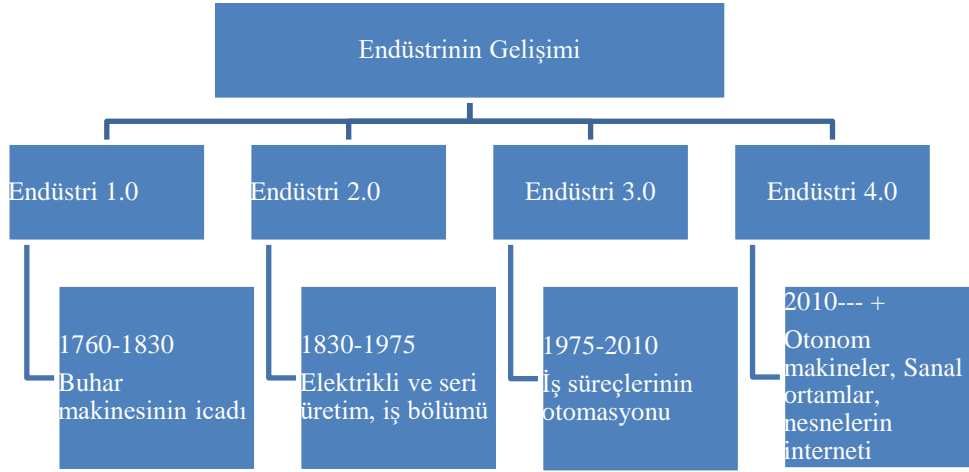 Endüstrinin Gelişimi
Endüstri 1.0
Endüstri 2.0
Endüstri 3.0
Endüstri 4.0
1760-1830
Buhar
makinesinin icadı
1830-1975
Elektrikli ve seri
üretim, iş bölümü
1975-2010
İş süreçlerinin
otomasyonu
2010--- +
Otonom
makineler, Sanal
ortamlar,
nesnelerin
interneti